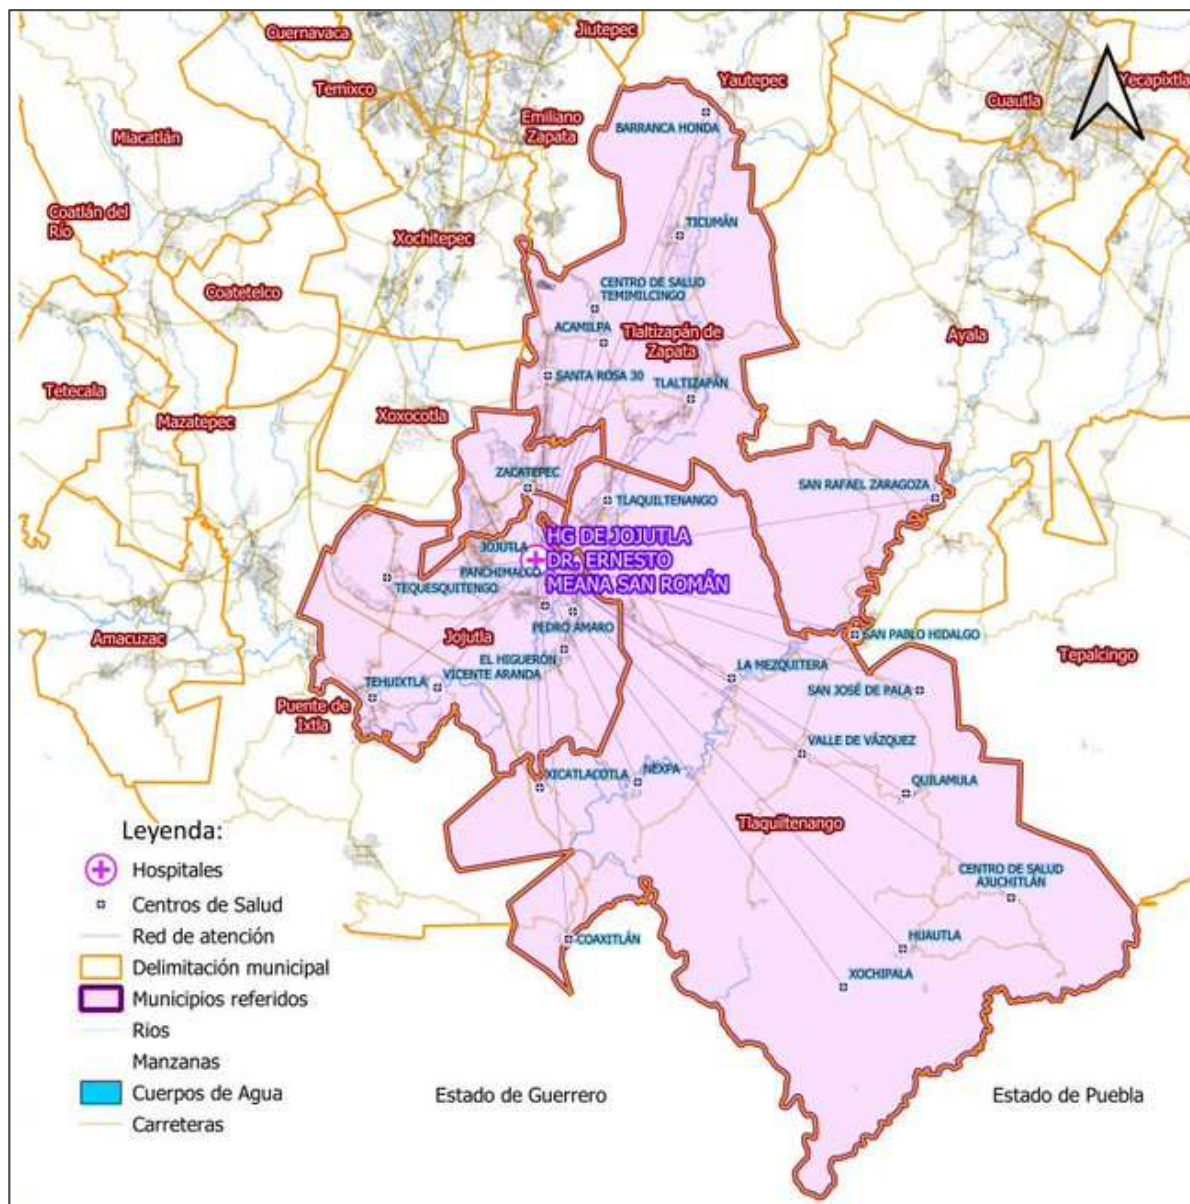 Cuernavaca
Jiutepec
Temixco
Yautepec
Yecapixtla
Cuautla
Emiliano
Zapata
BARRANCA HONDA
Miacatlán
Coatlán del
Río
Xochitepec
TICUMÁN
Coatetelco
CENTRO DE SALUD
TEMIMILCINGO
ACAMILPA
Tlaltizapán de
Zapata
Ayala
SANTA ROSA 30
TLALTIZAPÁN
Tetecala
Mazatepec
Xoxocotla
ZACATEPEC
TLAQUILTENANGO
SAN RAFAEL ZARAGOZA
HG DE JOJUTLA
DR. ERNESTO
MEANA SAN ROMÁN
JOJUTLA
PANCHIMALCO
TEQUESQUITENGO
PEDRO AMARO
Jojutla
EL HIGUERÓN
VICENTE ARANDA
TEHUIXTLA
SAN PABLO HIDALGO
Amacuzac
Tepalcingo
LA MEZQUITERA
SAN JOSÉ DE PALA
Puente de
Ixtla
VALLE DE VÁZQUEZ
XICATLACOTLA
NEXPA
QUILAMULA
Tlaquiltenango
CENTRO DE SALUD
AJUCHITLÁN
COAXITLÁN
HUAUTLA
XOCHIPALA
Leyenda:
Hospitales
Centros de Salud
Red de atención
Delimitación municipal
Municipios referidos
Rios
Manzanas
Cuerpos de Agua
Carreteras
Estado de Guerrero
Estado de Puebla